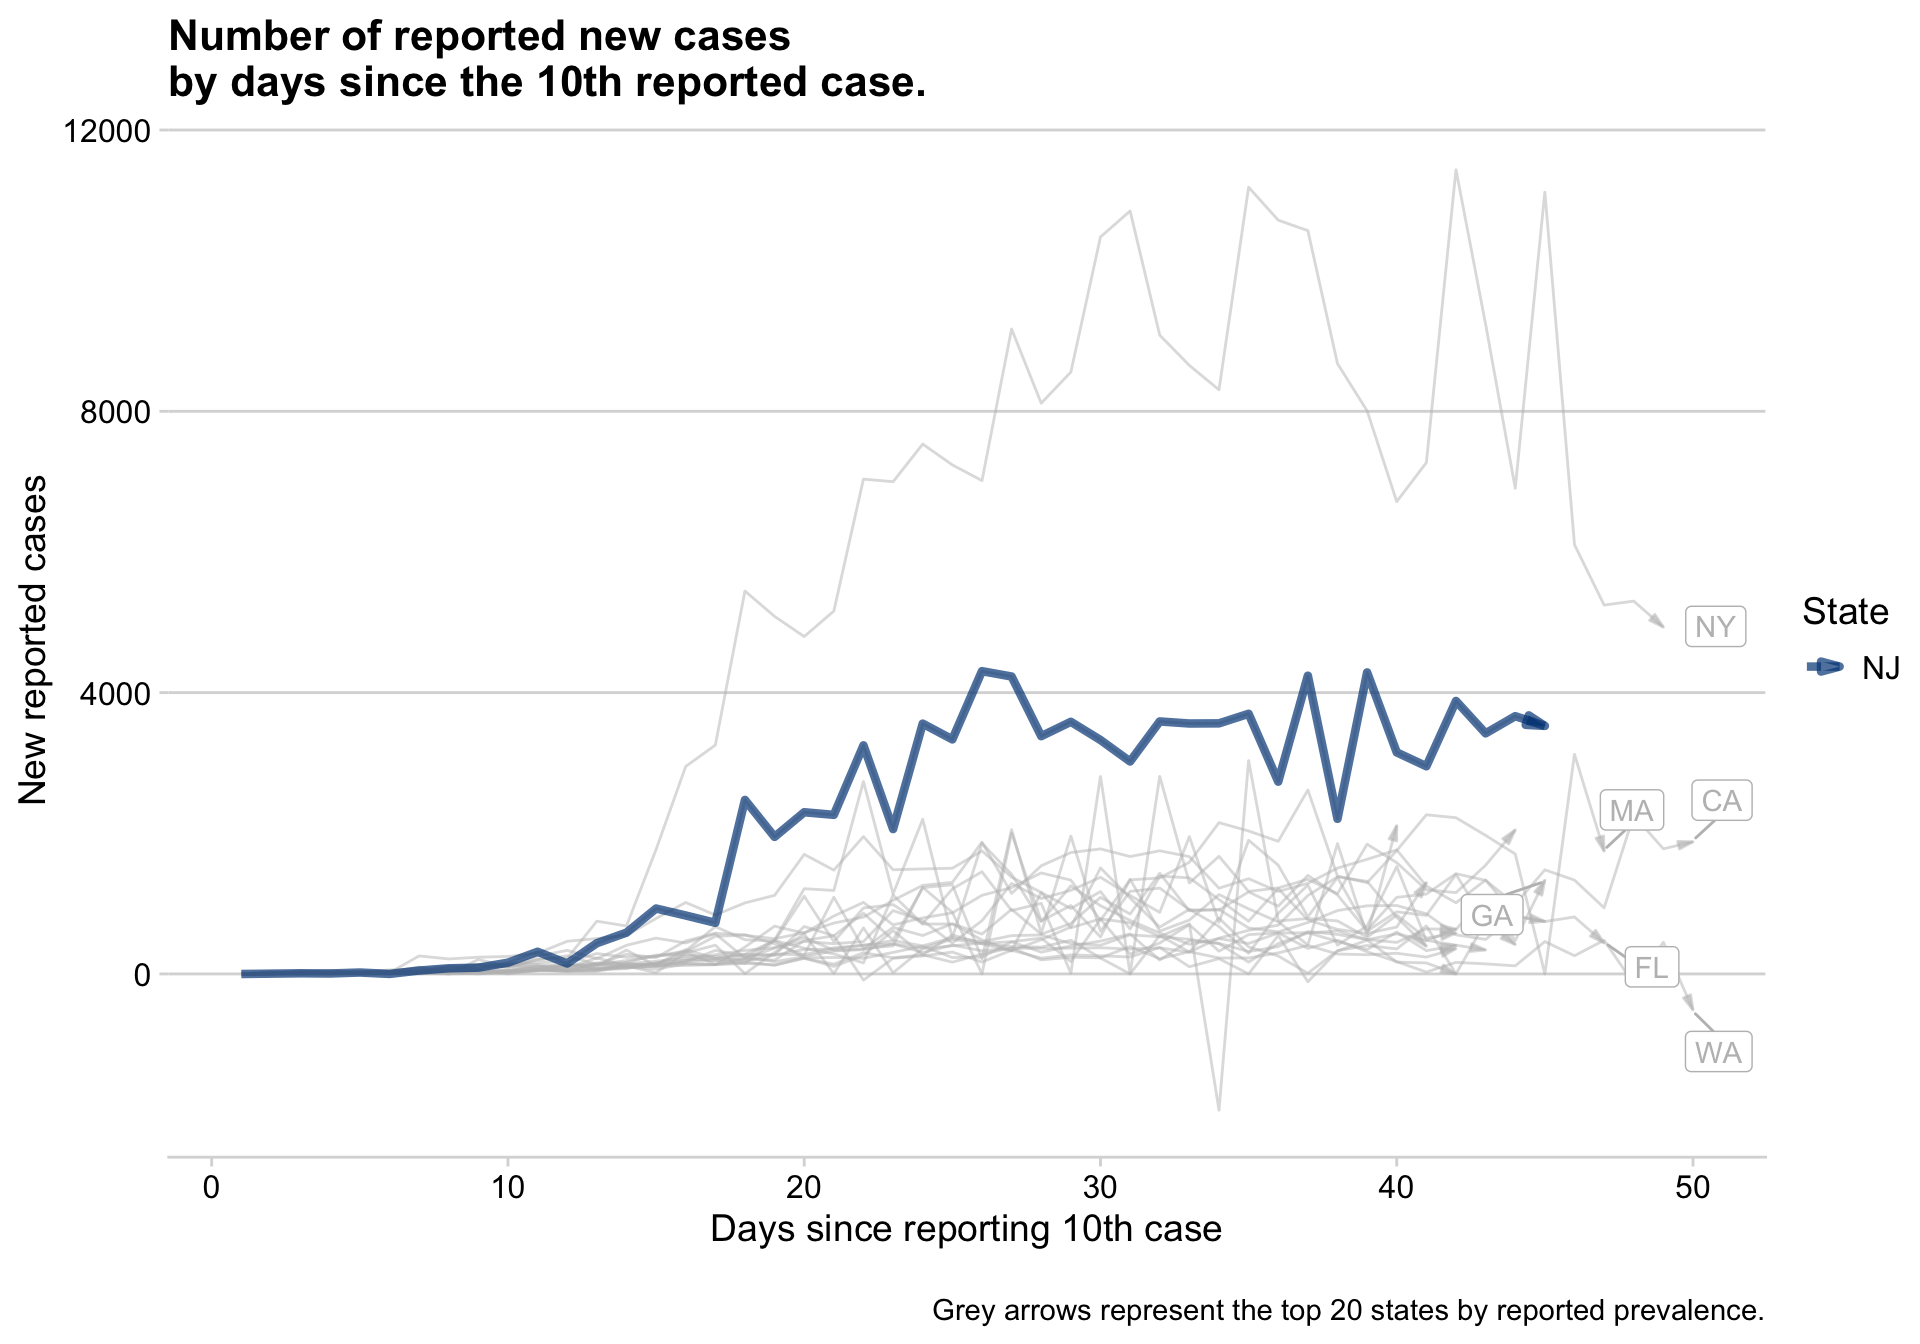 Number of reported new cases
by days since the 10th reported case.
12000
8000
4000
0
New reported cases
NY
MA
CA
GA
FL
WA
State
NJ
0
10
20
30
40
50
Days since reporting 10th case
Grey arrows represent the top 20 states by reported prevalence.